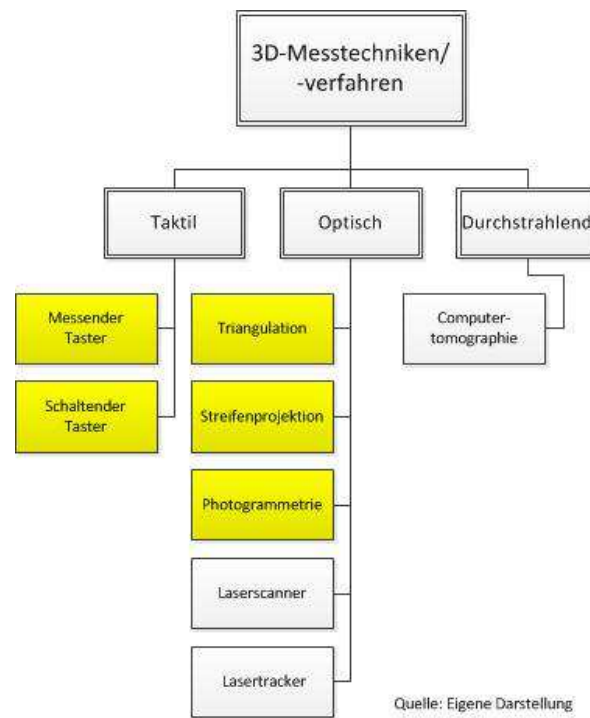 3D-Messtechniken/
-verfahren
Taktil
Optisch
Durchstrahlend
Messender
Taster
Triangulation
Computer-
tomographie
Schaltender
Taster
Streifenprojektion
Photogrammetrie
Laserscanner
Lasertracker
Quelle: Eigene Darstellung